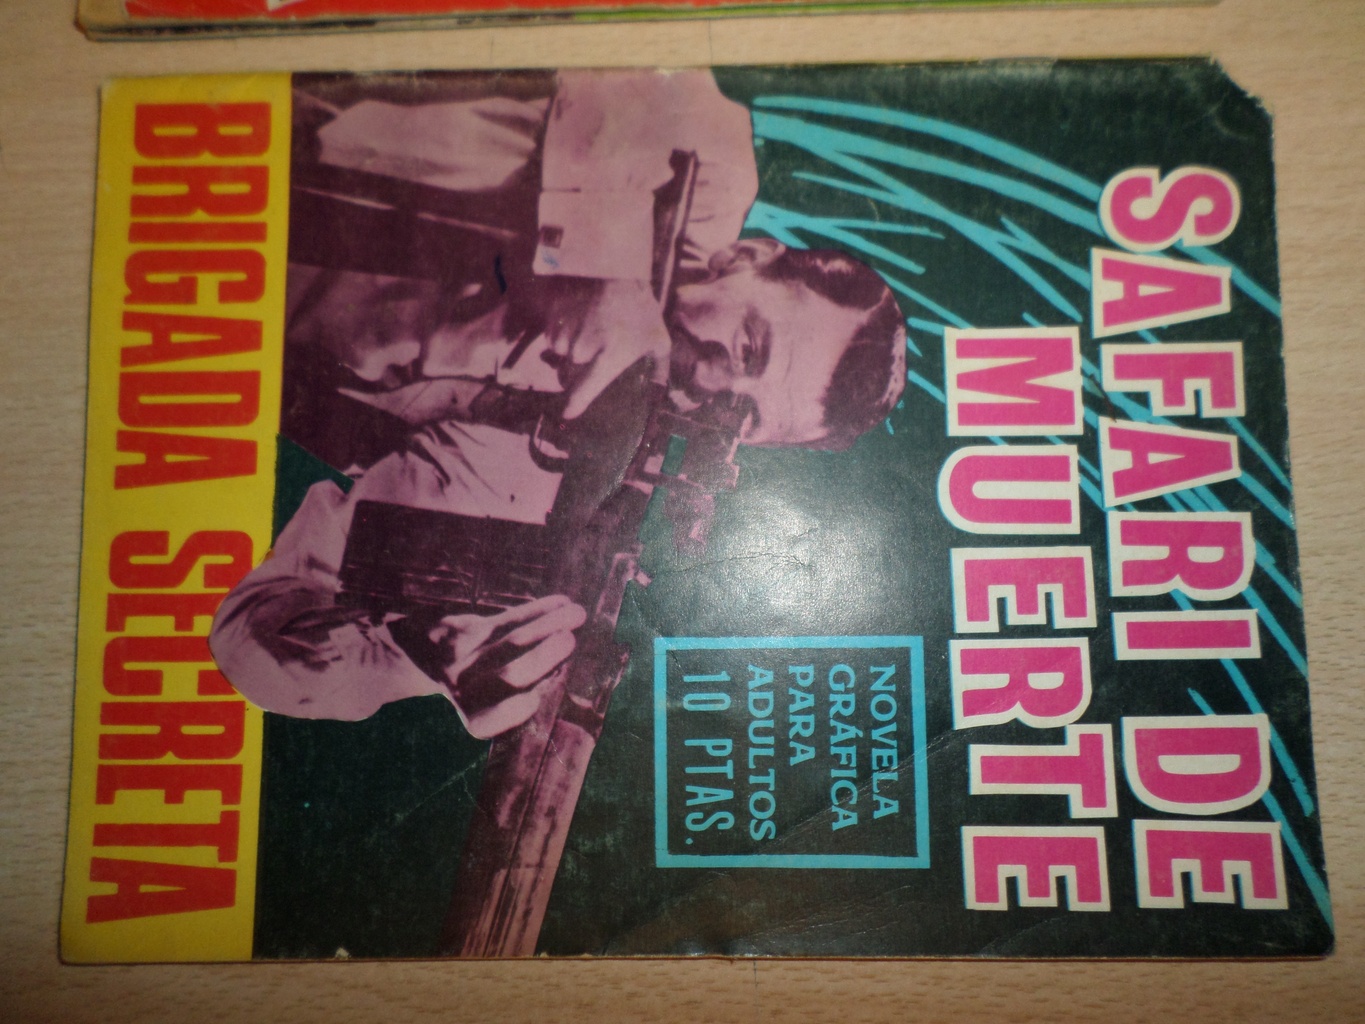 SAFARI DE
MUERTE
NOVELA
GRÁFICA
PARA
ADULTOS
10 PTAS.
BRIGADA SECRETA